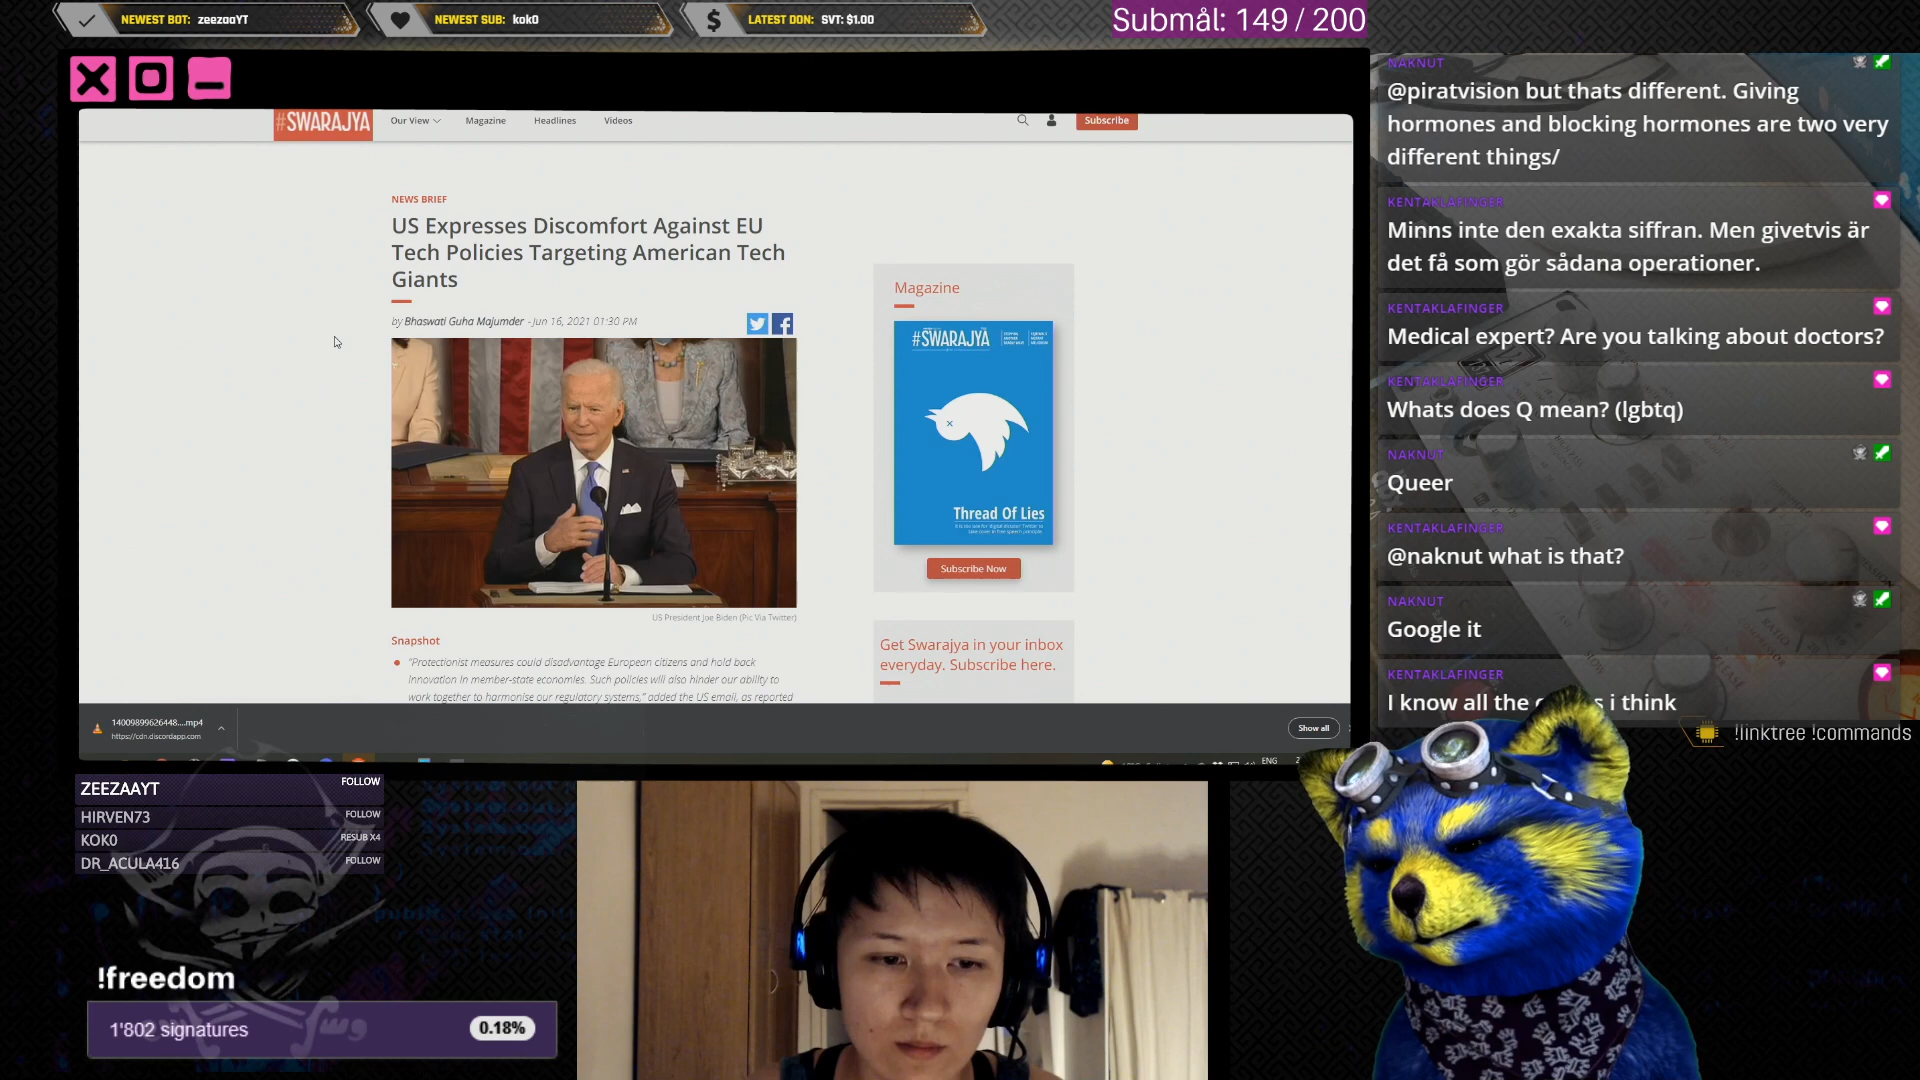 NEWEST BOT: zeezaaYT
NEWEST SUB: kok0
LATEST DON: SVT: $1.00
Submål: 149 / 200
#SWARAJYA
Our View
Magazine
Headlines
Videos
Subscribe
NEWS BRIEF
US Expresses Discomfort Against EU
Tech Policies Targeting American Tech
Giants
by Bhaswati Guha Majumder - Jun 16, 2021 01:30 PM
US President Joe Biden (Pic Via Twitter)
Snapshot
"Protectionist measures could disadvantage European citizens and hold back
innovation in member-state economies. Such policies will also hinder our ability to
work together to harmonise our regulatory systems," added the US email, as reported
Magazine
#SWARAJYA
Thread Of Lies
Subscribe Now
Get Swarajya in your inbox
everyday. Subscribe here.
14009899626448....mp4
https://cdn.discordapp.com
Show all
ENG
NAKNUT
@piratvision but thats different. Giving
hormones and blocking hormones are two very
different things/
KENTAKLAFINGER
Minns inte den exakta siffran. Men givetvis är
det få som gör sådana operationer.
KENTAKLAFINGER
Medical expert? Are you talking about doctors?
KENTAKLAFINGER
Whats does Q mean? (lgbtq)
NAKNUT
Queer
KENTAKLAFINGER
@naknut what is that?
NAKNUT
Google it
KENTAKLAFINGER
I know all the i think
!linktree !commands
ZEEZAAYT FOLLOW
HIRVEN73 FOLLOW
KOK0 RESUB X4
DR_ACULA416 FOLLOW
!freedom
1'802 signatures
0.18%